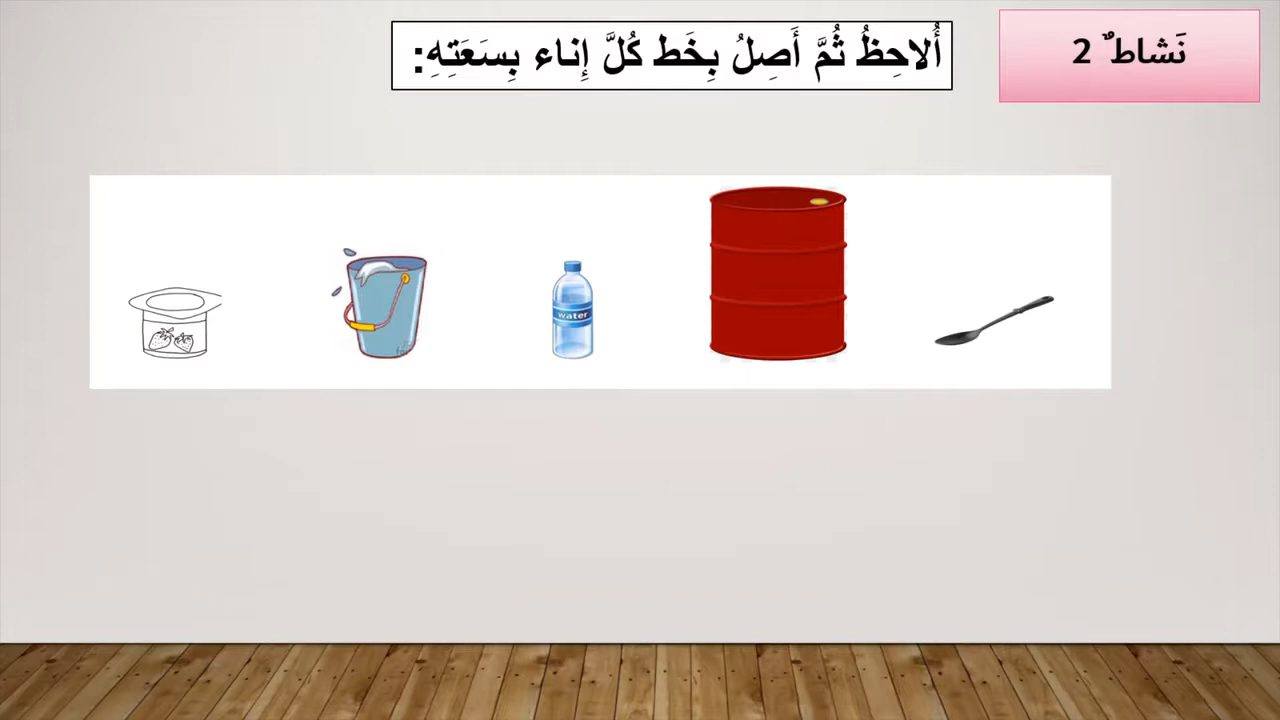 نَشاط ٌ 2
أُلاحِظُ ثُمَّ أَصِلُ بِخَط كُلَّ إِناء بِسَعَتِهِ:
water